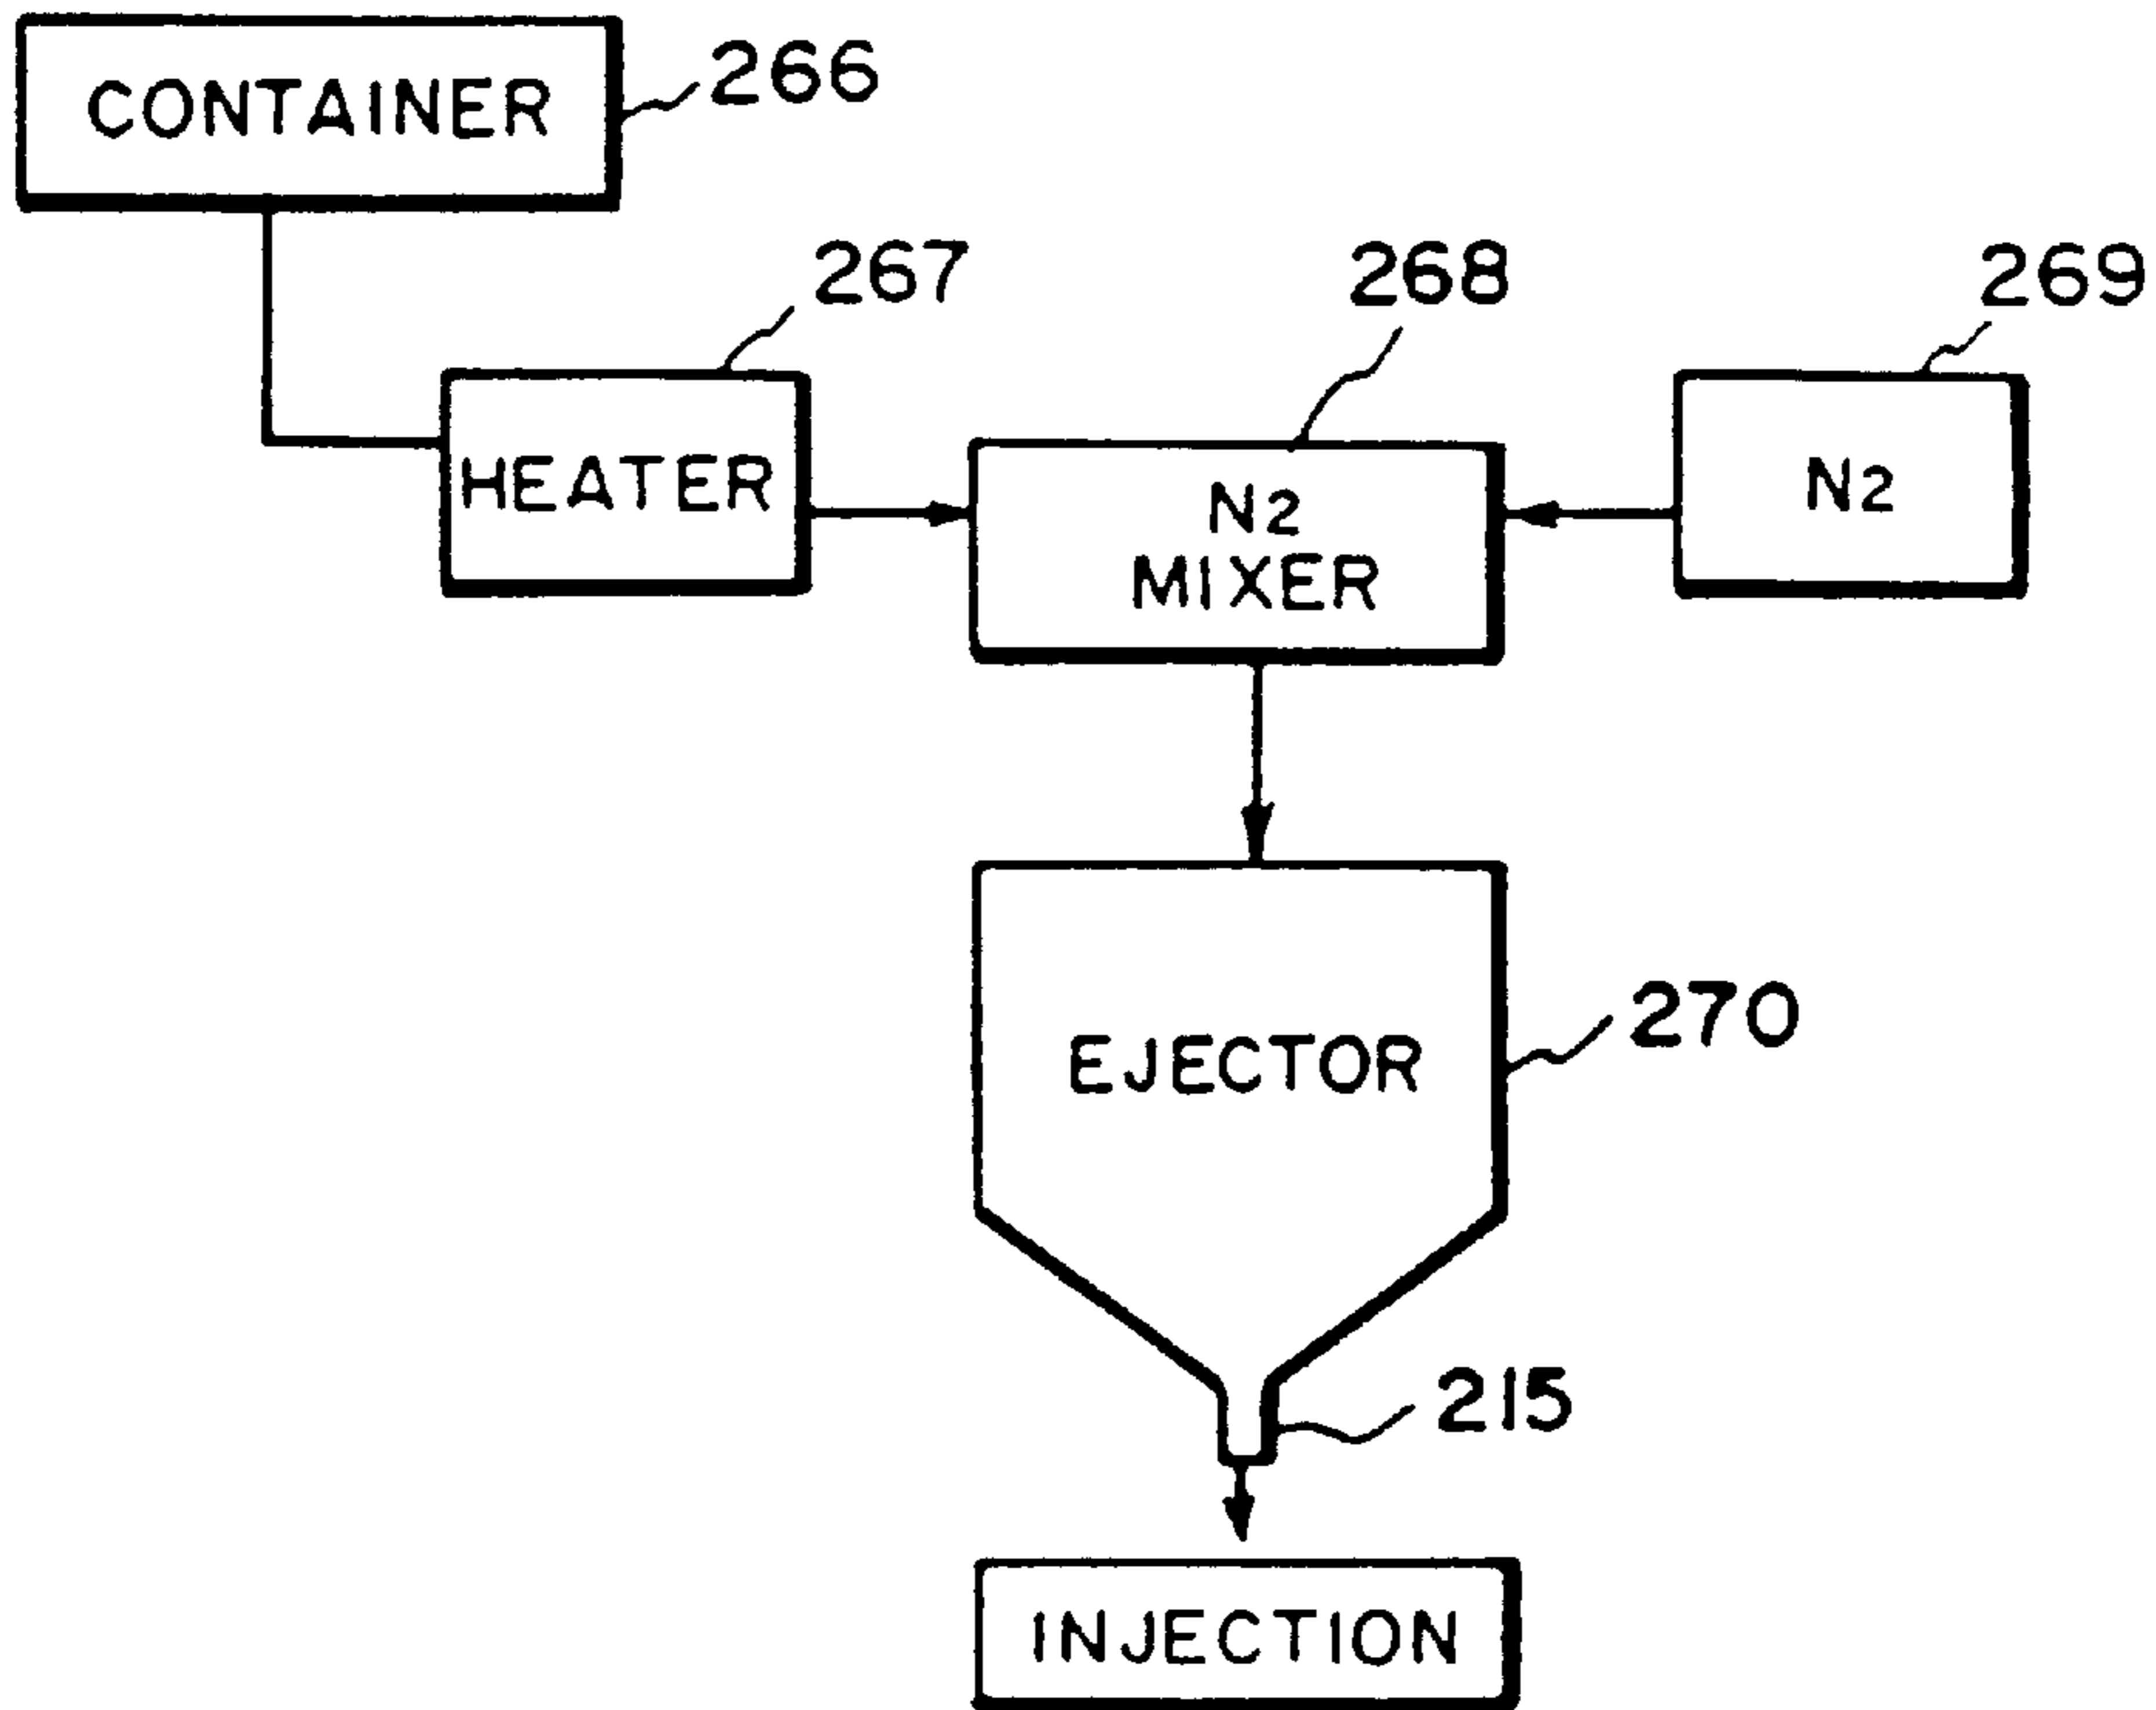 CONTAINER
266
267
268
269
HEATER
N2
MIXER
N2
EJECTOR
270
215
INJECTION